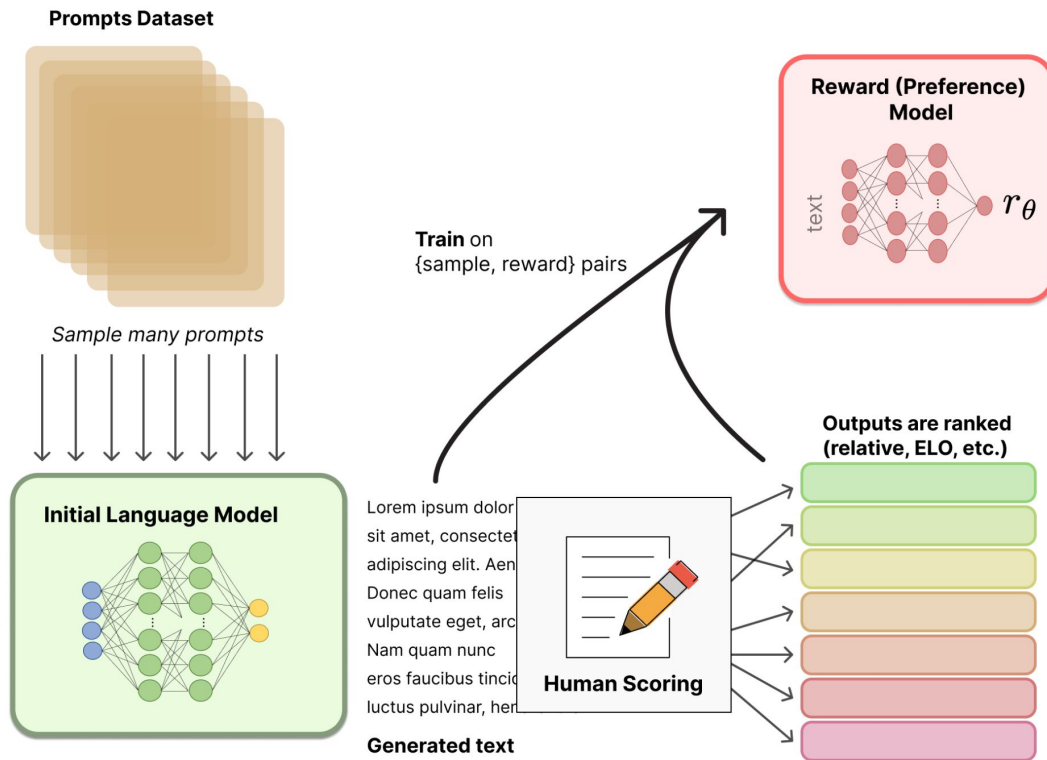 Prompts Dataset
Sample many prompts
Initial Language Model
Train on
{sample, reward} pairs
Reward (Preference)
Model
text
r_θ
Lorem ipsum dolor
sit amet, consectet
adipiscing elit. Aen
Donec quam felis
vulputate eget, arc
Nam quam nunc
eros faucibus tincid
luctus pulvinar, hen
Generated text
Human Scoring
Outputs are ranked
(relative, ELO, etc.)